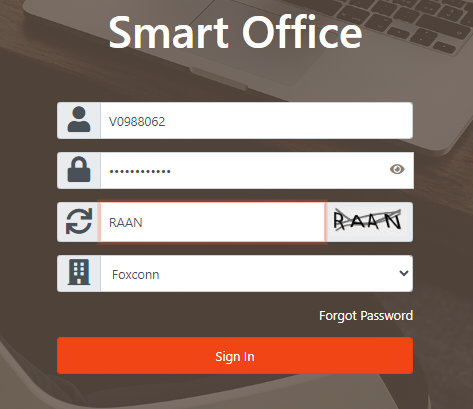 Smart Office
V0988062
••••••••••••
RAAN
RAAN
Foxconn
Forgot Password
Sign In